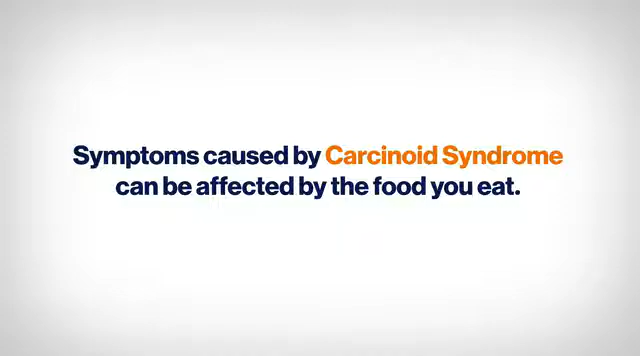 Symptoms caused by Carcinoid Syndrome
can be affected by the food you eat.